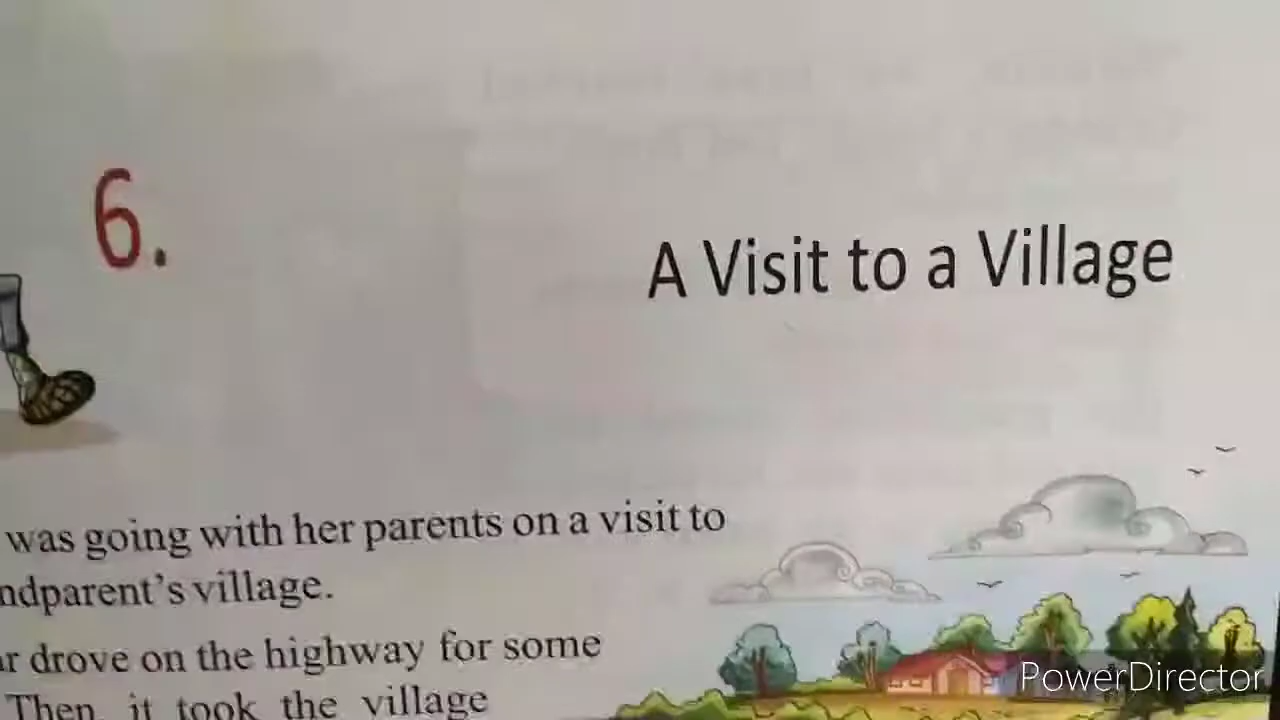 6.
A Visit to a Village
was going with her parents on a visit to
ndparent's village.
r drove on the highway for some
Then, it took the village
PowerDirector